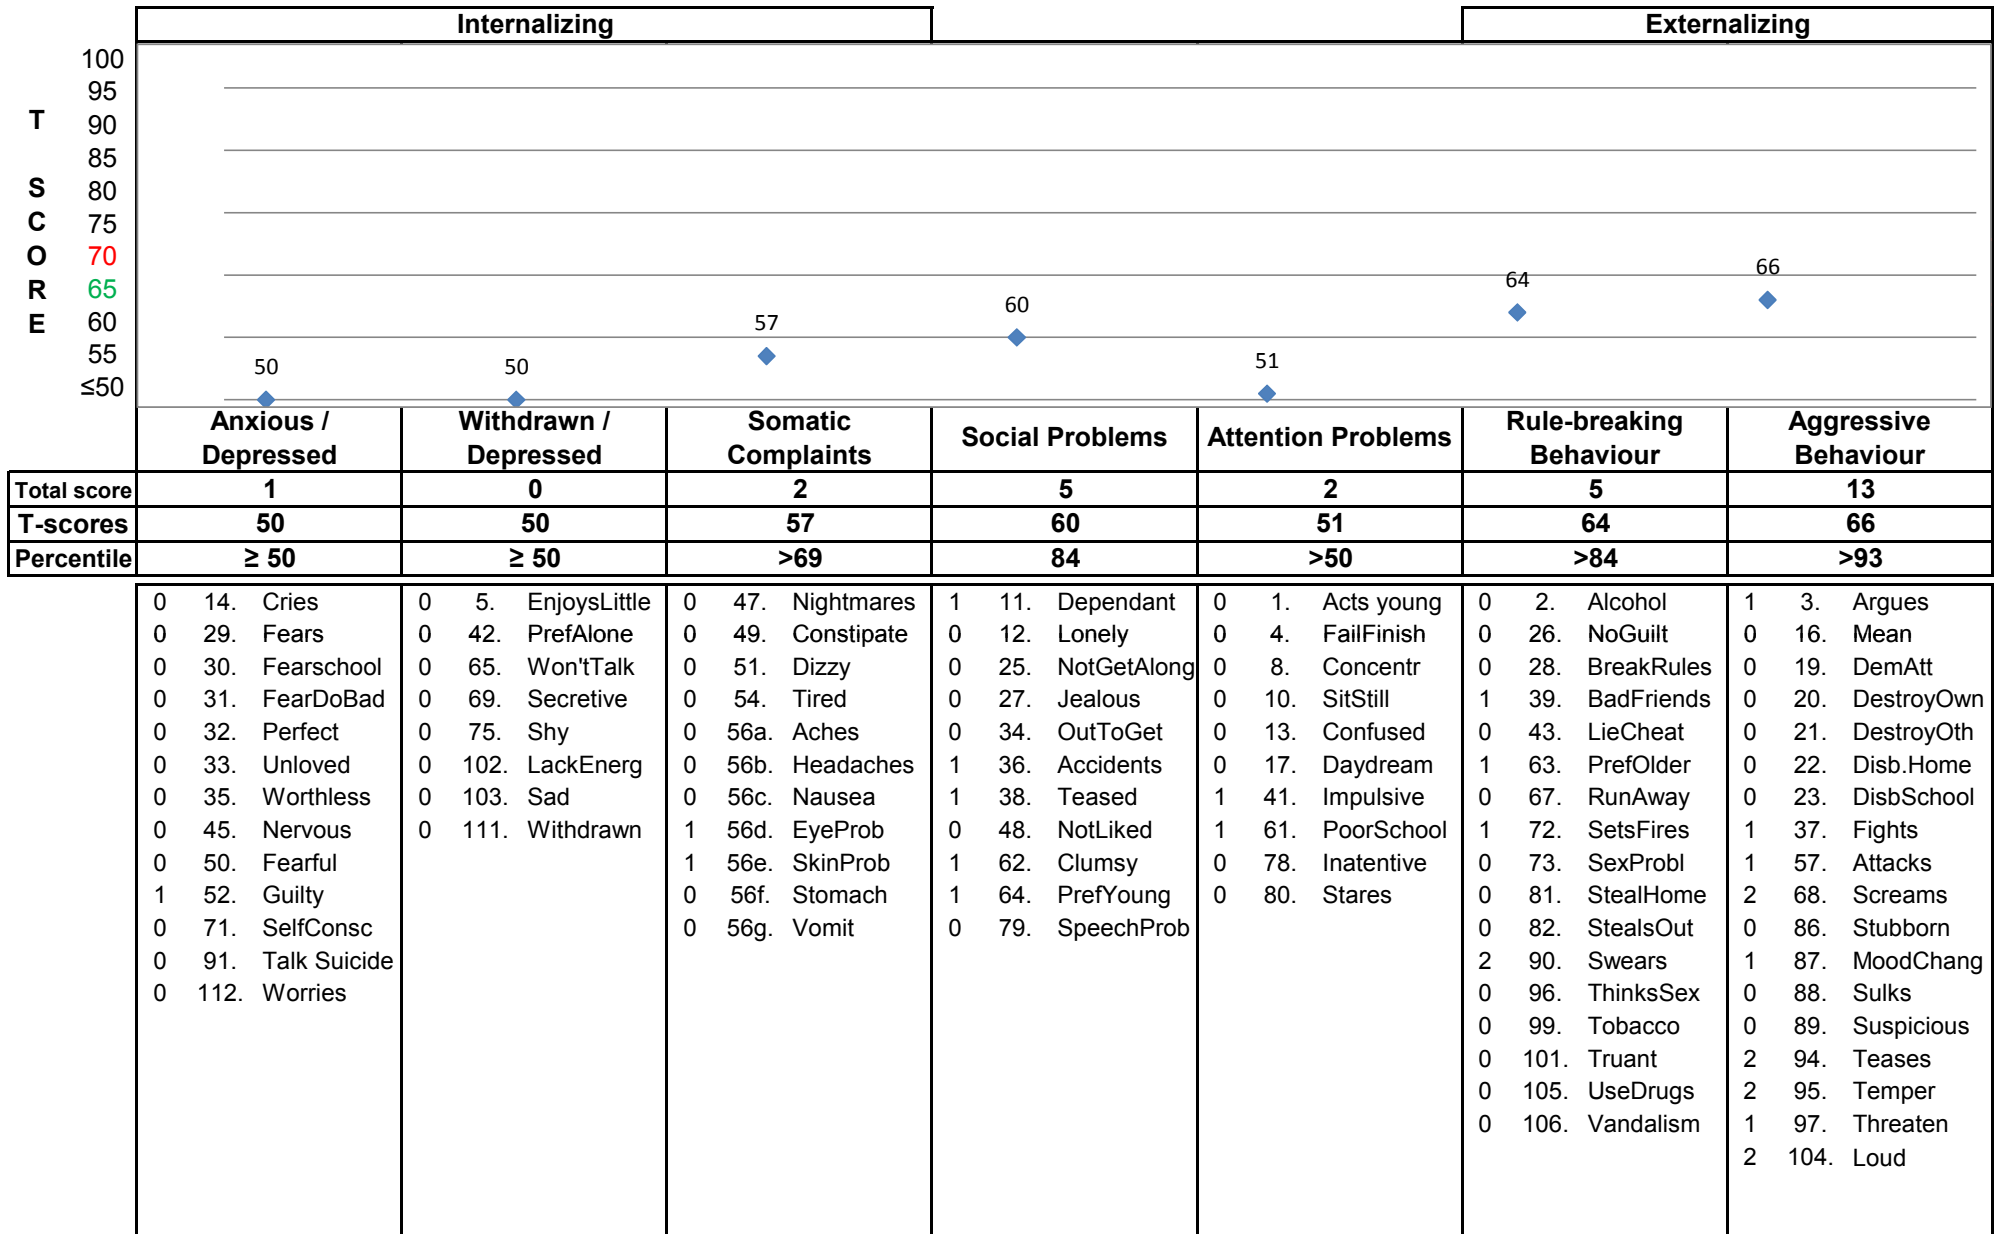 Internalizing Externalizing
100
95
T 90
85
S 80
C 75
O 70
R 65
E 60
55
≤50
50 50 57 60 51 64 66
Anxious / Withdrawn / Somatic Social Problems Attention Problems Rule-breaking Aggressive
Depressed Depressed Complaints Behaviour Behaviour
Total score 1 0 2 5 2 5 13
T-scores 50 50 57 60 51 64 66
Percentile ≥ 50 ≥ 50 >69 84 >50 >84 >93
0 14. Cries 0 5. EnjoysLittle 0 47. Nightmares 1 11. Dependant 0 1. Acts young 0 2. Alcohol 1 3. Argues
0 29. Fears 0 42. PrefAlone 0 49. Constipate 0 12. Lonely 0 4. FailFinish 0 26. NoGuilt 0 16. Mean
0 30. Fearschool 0 65. Won'tTalk 0 51. Dizzy 0 25. NotGetAlong 0 8. Concentr 0 28. BreakRules 0 19. DemAtt
0 31. FearDoBad 0 69. Secretive 0 54. Tired 0 27. Jealous 0 10. SitStill 1 39. BadFriends 0 20. DestroyOwn
0 32. Perfect 0 75. Shy 0 56a. Aches 0 34. OutToGet 0 13. Confused 0 43. LieCheat 0 21. DestroyOth
0 33. Unloved 0 102. LackEnerg 0 56b. Headaches 1 36. Accidents 0 17. Daydream 1 63. PrefOlder 0 22. Disb.Home
0 35. Worthless 0 103. Sad 0 56c. Nausea 1 38. Teased 1 41. Impulsive 0 67. RunAway 0 23. DisbSchool
0 45. Nervous 0 111. Withdrawn 1 56d. EyeProb 0 48. NotLiked 1 61. PoorSchool 1 72. SetsFires 1 37. Fights
0 50. Fearful 1 56e. SkinProb 1 62. Clumsy 0 78. Inatentive 0 73. SexProbl 1 57. Attacks
1 52. Guilty 0 56f. Stomach 1 64. PrefYoung 0 80. Stares 0 81. StealHome 2 68. Screams
0 71. SelfConsc 0 56g. Vomit 0 79. SpeechProb 0 82. StealsOut 0 86. Stubborn
0 91. Talk Suicide 2 90. Swears 1 87. MoodChang
0 112. Worries 0 96. ThinksSex 0 88. Sulks
0 99. Tobacco 0 89. Suspicious
0 101. Truant 2 94. Teases
0 105. UseDrugs 2 95. Temper
0 106. Vandalism 1 97. Threaten
2 104. Loud